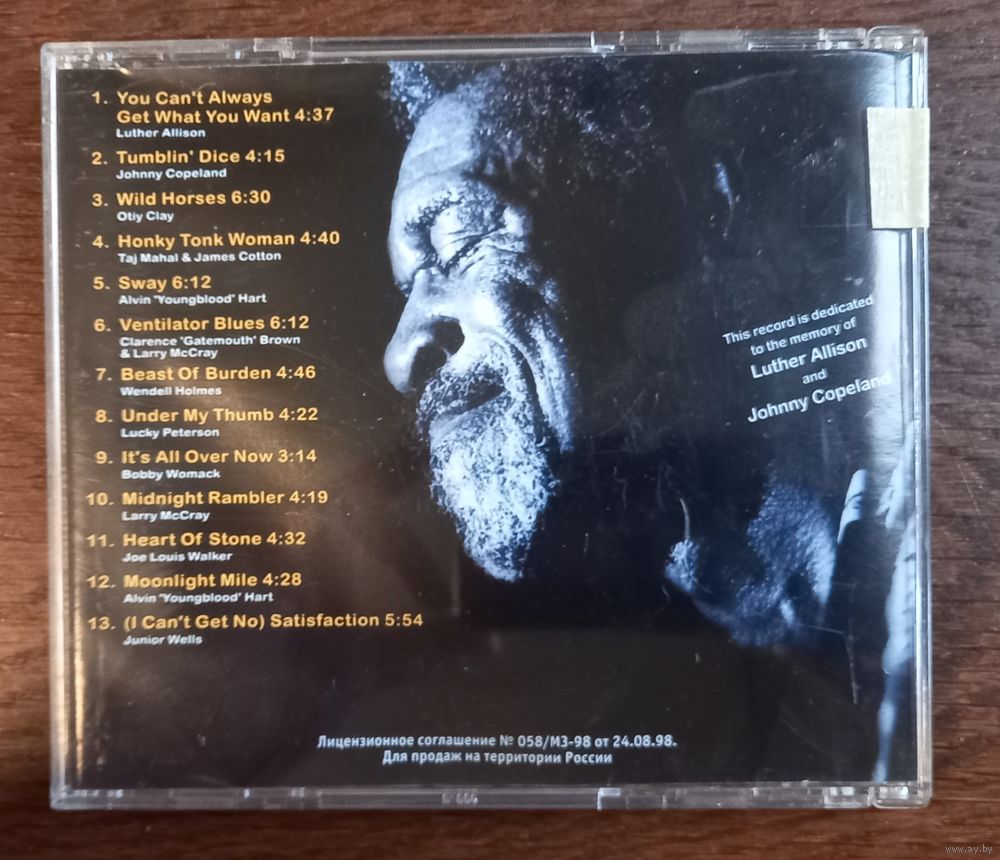 1. You Can't Always
Get What You Want 4:37
Luther Allison
2. Tumblin' Dice 4:15
Johnny Copeland
3. Wild Horses 6:30
Otiy Clay
4. Honky Tonk Woman 4:40
Taj Mahal & James Cotton
5. Sway 6:12
Alvin 'Youngblood' Hart
6. Ventilator Blues 6:12
Clarence 'Gatemouth' Brown
& Larry McCray
7. Beast Of Burden 4:46
Wendell Holmes
8. Under My Thumb 4:22
Lucky Peterson
9. It's All Over Now 3:14
Bobby Womack
10. Midnight Rambler 4:19
Larry McCray
11. Heart Of Stone 4:32
Joe Louis Walker
12. Moonlight Mile 4:28
Alvin 'Youngblood' Hart
13. (I Can't Get No) Satisfaction 5:54
Junior Wells
This record is dedicated
to the memory of
Luther Allison
and
Johnny Copeland
Лицензионное соглашение № 058/МЗ-98 от 24.08.98.
Для продаж на территории России
www.ay.by